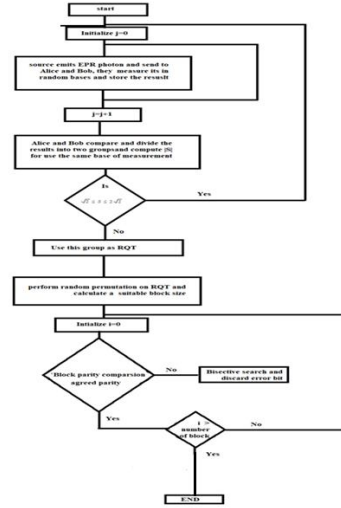 start
Initialize j=0
source emits EPR photon and send to
Alice and Bob, they measure its in
random bases and store the resuslt
j=j+1
Alice and Bob compare and divide the
results into two groupsand compute |S|
for use the same base of measurement
Is
Yes
No
Use this group as RQT
perform random permutation on RQT and
calculate a suitable block size
Intialize i=0
Block parity comparsion
agreed parity
No
Bisective search and
discard error bit
Yes
i >
number
of block
No
Yes
END